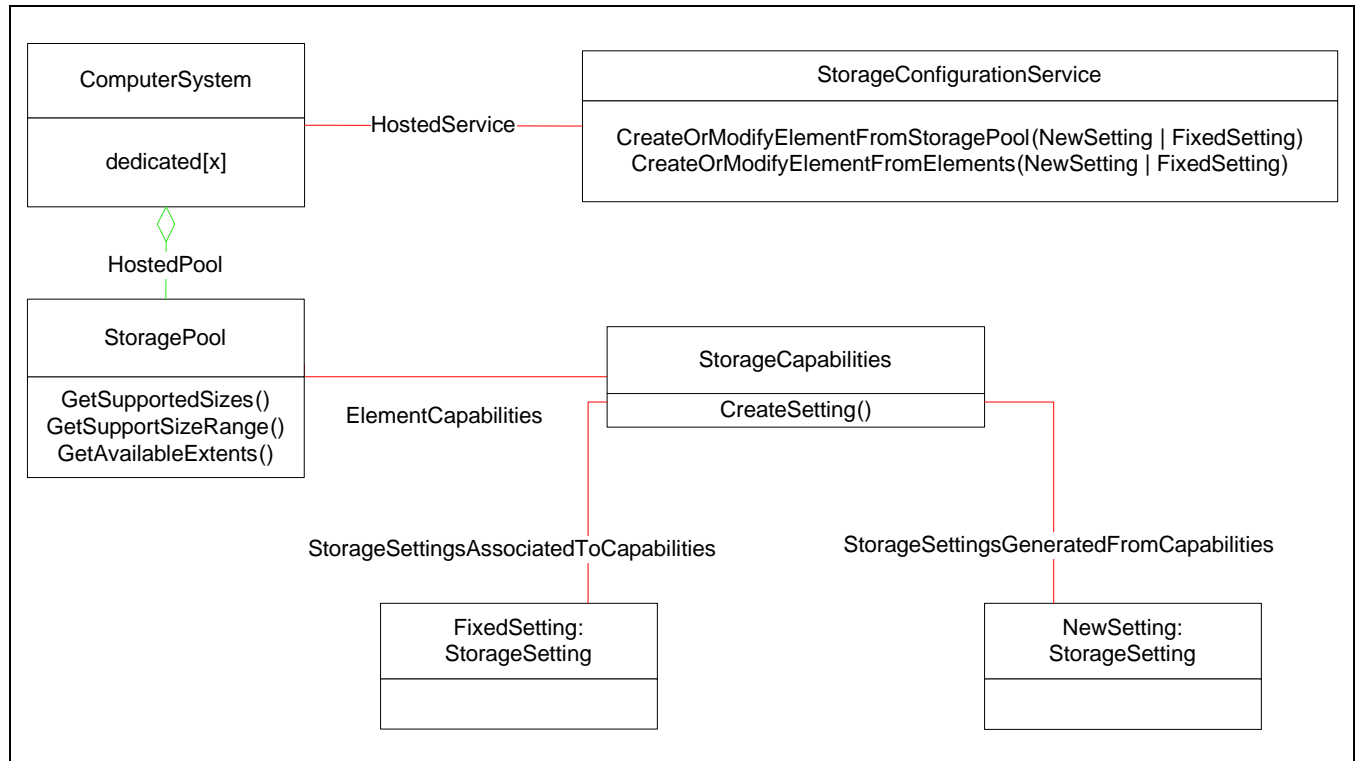 ComputerSystem
dedicated[x]
HostedService
StorageConfigurationService
CreateOrModifyElementFromStoragePool(NewSetting | FixedSetting)
CreateOrModifyElementFromElements(NewSetting | FixedSetting)
HostedPool
StoragePool
GetSupportedSizes()
GetSupportSizeRange()
GetAvailableExtents()
ElementCapabilities
StorageCapabilities
CreateSetting()
StorageSettingsAssociatedToCapabilities
StorageSettingsGeneratedFromCapabilities
FixedSetting:
StorageSetting
NewSetting:
StorageSetting